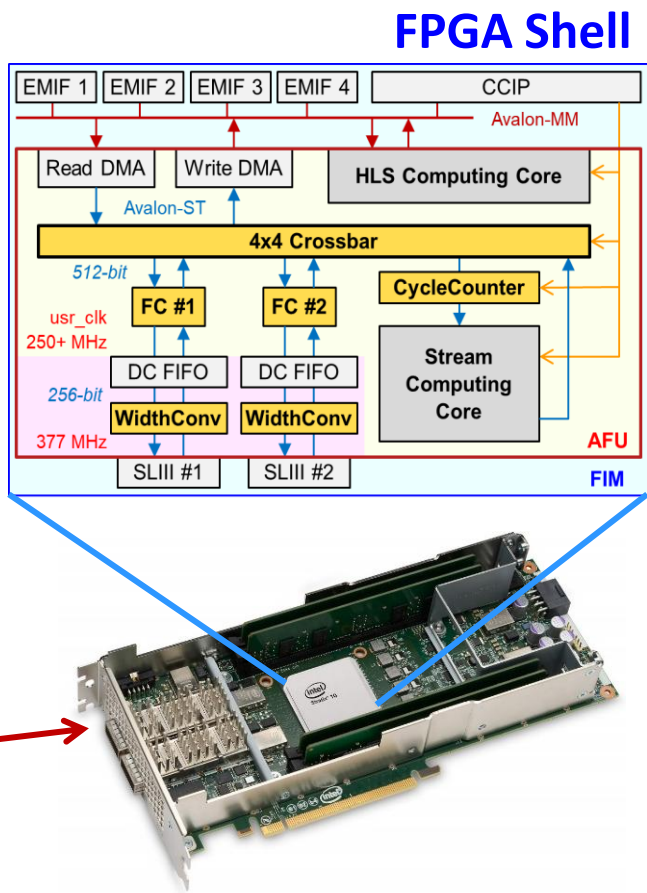 FPGA Shell
EMIF 1 EMIF 2 EMIF 3 EMIF 4 CCIP
Avalon-MM
Read DMA Write DMA HLS Computing Core
Avalon-ST
4x4 Crossbar
512-bit
FC #1 FC #2 CycleCounter
usr_clk
250+ MHz
DC FIFO DC FIFO Stream
Computing
Core
256-bit
WidthConv WidthConv
377 MHz AFU
SLIII #1 SLIII #2
FIM
intel
Stratix 10
intel